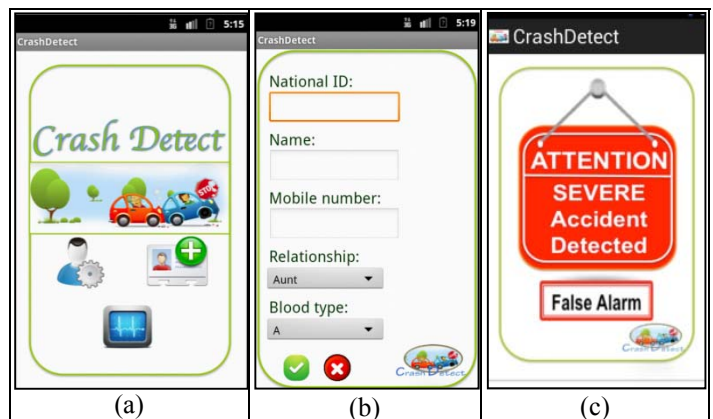 5:15
CrashDetect
Crash Detect
STOP
(a)
5:19
CrashDetect
National ID:
Name:
Mobile number:
Relationship:
Aunt
Blood type:
A
Crash Detect
(b)
CrashDetect
ATTENTION
SEVERE
Accident
Detected
False Alarm
Crash Detect
(c)